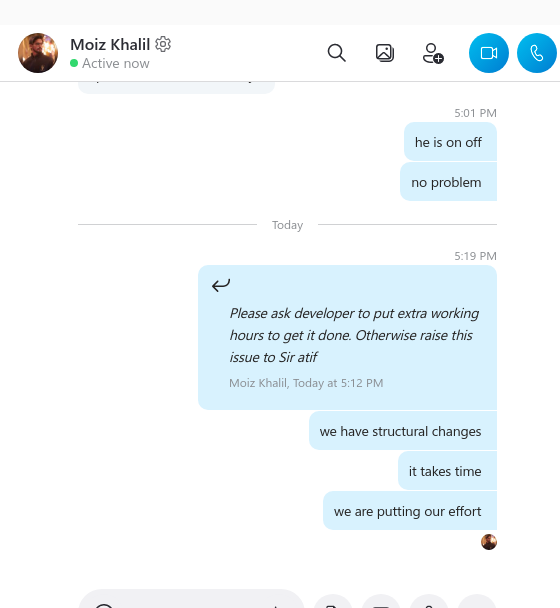 Moiz Khalil
Active now
5:01 PM
he is on off
no problem
Today
5:19 PM
Please ask developer to put extra working
hours to get it done. Otherwise raise this
issue to Sir atif
Moiz Khalil, Today at 5:12 PM
we have structural changes
it takes time
we are putting our effort